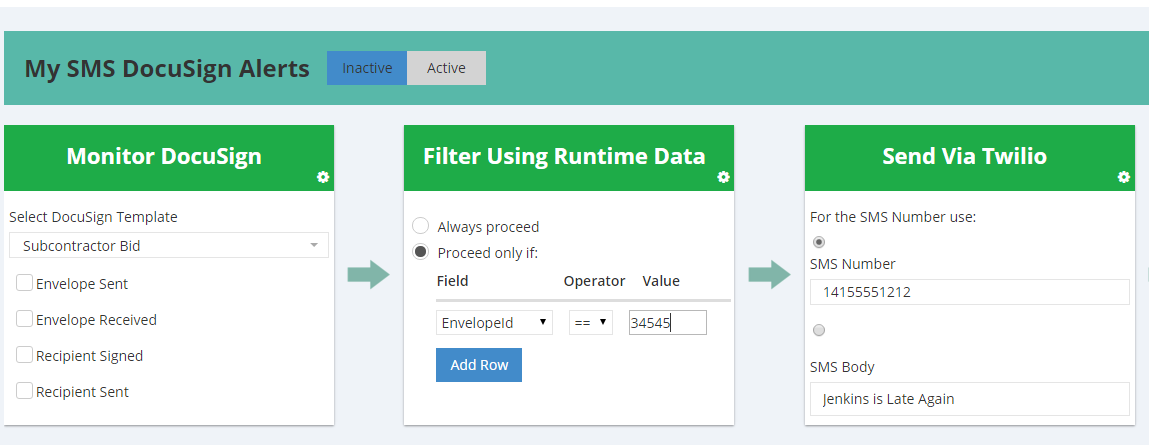 My SMS DocuSign Alerts
Inactive
Active
Monitor DocuSign
Select DocuSign Template
Subcontractor Bid
Envelope Sent
Envelope Received
Recipient Signed
Recipient Sent
Filter Using Runtime Data
Always proceed
Proceed only if:
Field Operator Value
EnvelopeId == 34545
Add Row
Send Via Twilio
For the SMS Number use:
SMS Number
14155551212
SMS Body
Jenkins is Late Again